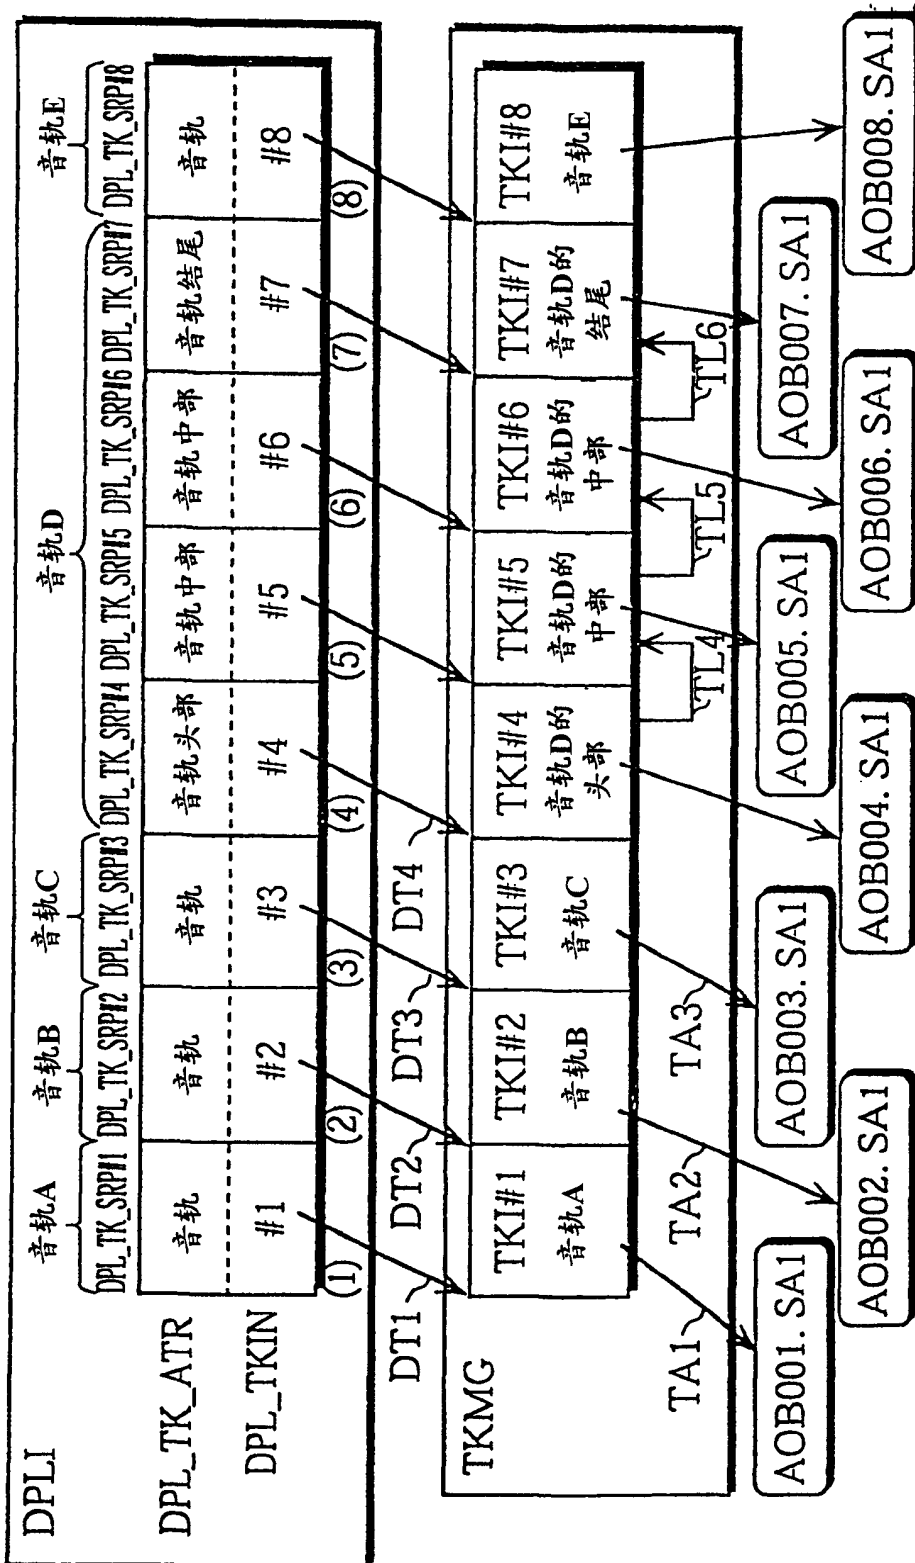 DPLI
音轨A
音轨B
音轨C
音轨D
音轨E
DPL_TK_SRP#1
DPL_TK_SRP#2
DPL_TK_SRP#3
DPL_TK_SRP#4
DPL_TK_SRP#5
DPL_TK_SRP#6
DPL_TK_SRP#7
DPL_TK_SRP#8
DPL_TK_ATR
音轨
音轨
音轨
音轨头部
音轨中部
音轨中部
音轨结尾
音轨
DPL_TKIN
#1
#2
#3
#4
#5
#6
#7
#8
(1)
(2)
(3)
(4)
(5)
(6)
(7)
(8)
DT1
DT2
DT3
DT4
TKMG
TKI#1
音轨A
TKI#2
音轨B
TKI#3
音轨C
TKI#4
音轨D的
头部
TKI#5
音轨D的
中部
TKI#6
音轨D的
中部
TKI#7
音轨D的
结尾
TKI#8
音轨E
TA1
TA2
TA3
TL4
TL5
TL6
AOB001. SA1
AOB002. SA1
AOB003. SA1
AOB004. SA1
AOB005. SA1
AOB006. SA1
AOB007. SA1
AOB008. SA1